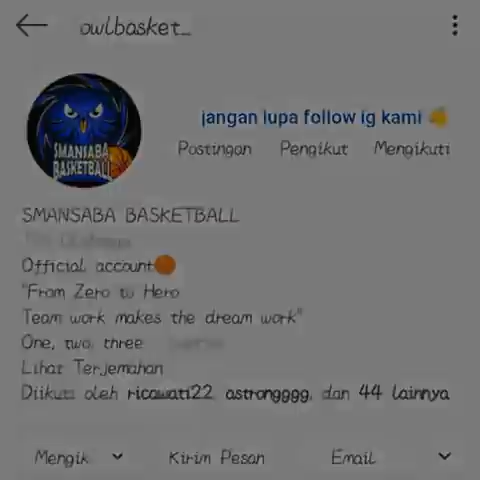 owlbasket_
jangan lupa follow ig kami
Postingan Pengikut Mengikuti
SMANSABA
BASKETBALL
SMANSABA BASKETBALL
Official account
"From Zero to Hero
Team work makes the dream work"
One, two, three
Lihat Terjemahan
Diikuti oleh ricawati22, astrongggg, dan 44 lainnya
Mengik Kirim Pesan Email